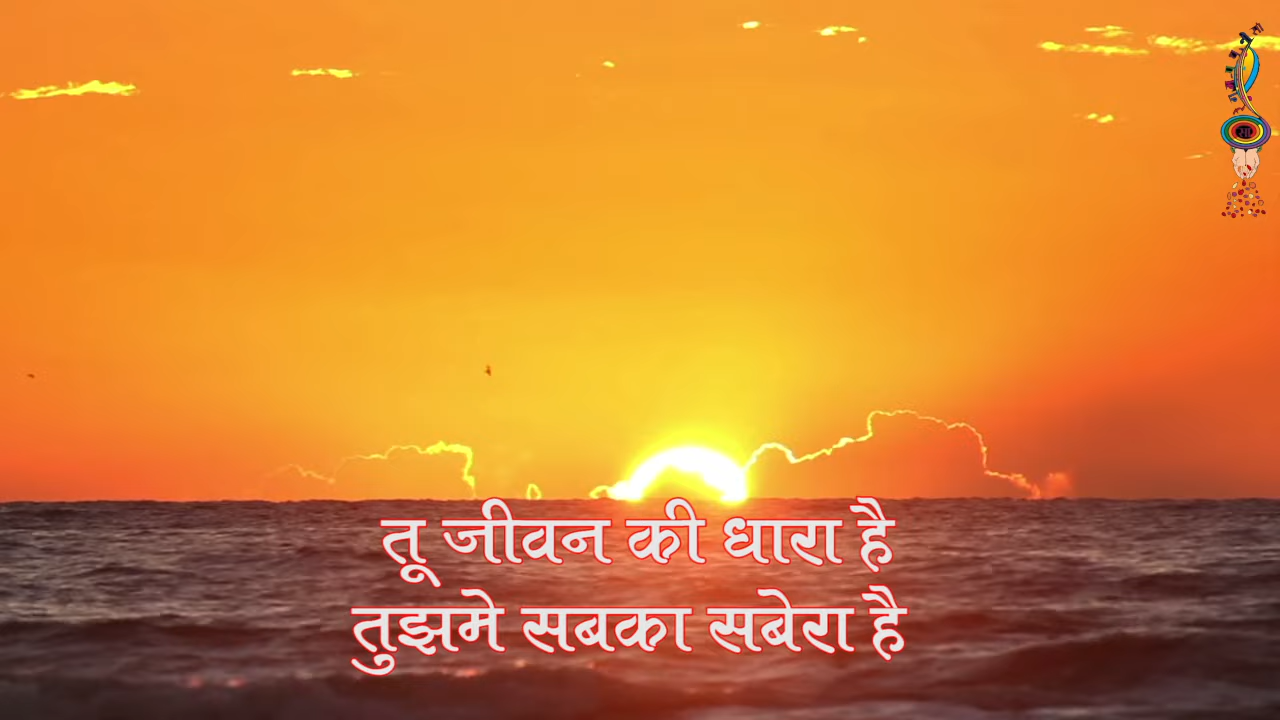 तू जीवन की धारा है
तुझमे सबका सबेरा है